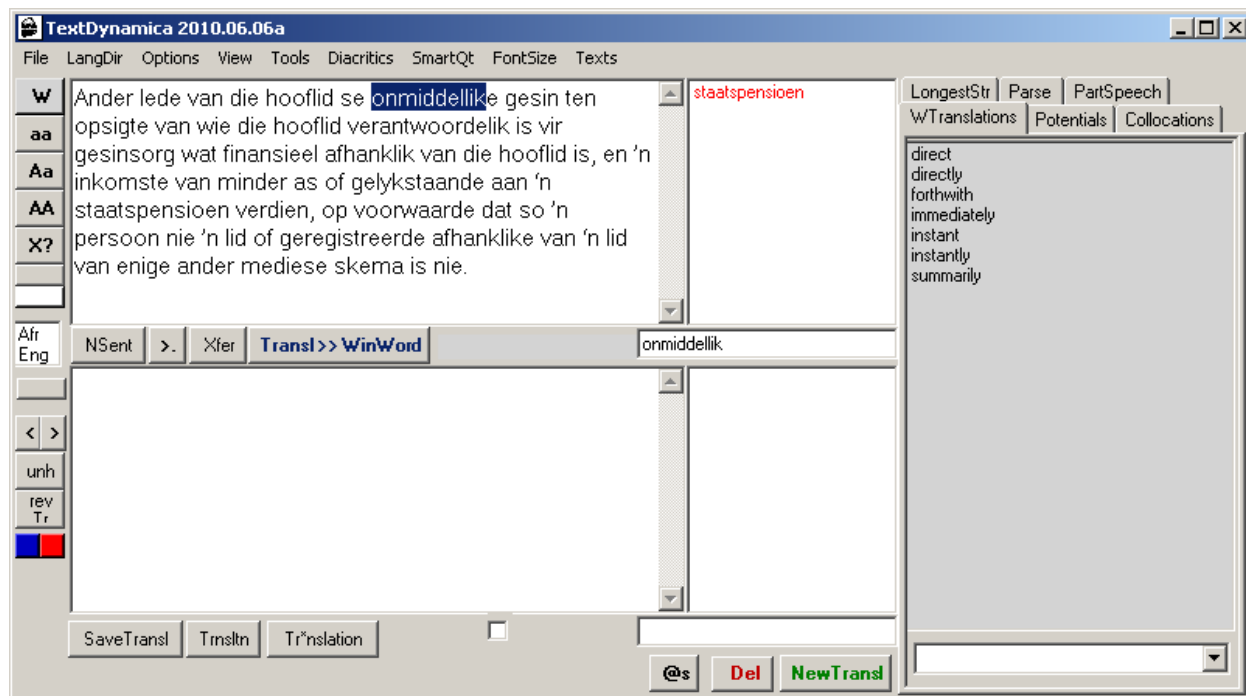 TextDynamica 2010.06.06a
File LangDir Options View Tools Diacritics SmartQt FontSize Texts
W
aa
Aa
AA
X?
Afr
Eng
< >
unh
rev
Tr
Ander lede van die hooflid se onmiddellike gesin ten
opsigte van wie die hooflid verantwoordelik is vir
gesinsorg wat finansieel afhanklik van die hooflid is, en ’n
inkomste van minder as of gelykstaande aan ‘n
staatspensioen verdien, op voorwaarde dat so ’n
persoon nie ’n lid of geregistreerde afhanklike van ‘n lid
van enige ander mediese skema is nie.
staatspensioen
NSent >. Xfer Transl>>WinWord
onmiddellik
LongestStr Parse PartSpeech
WTranslations Potentials Collocations
direct
directly
forthwith
immediately
instant
instantly
summarily
SaveTransl Trnsltn Tr*nslation
@s Del NewTransl